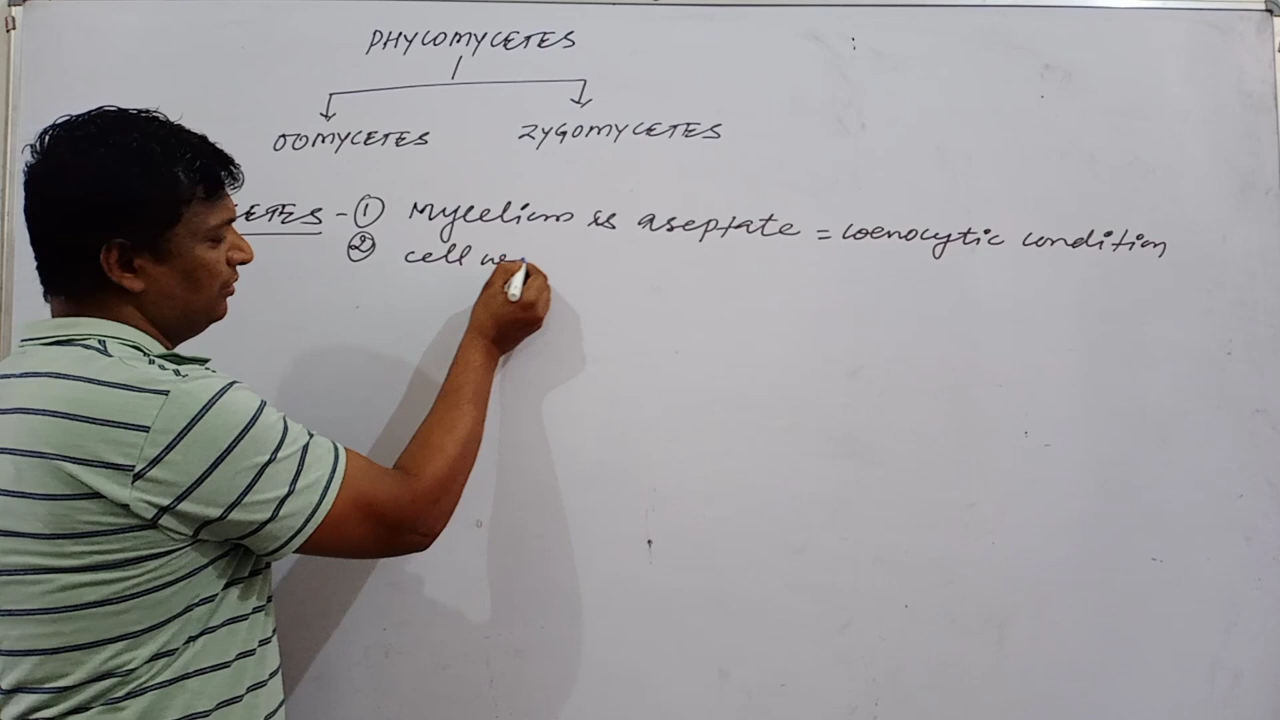 PHYCOMYCETES
OOMYCETES ZYGOMYCETES
CETES - ① Mycelium is aseptate = coenocytic condition
② cell